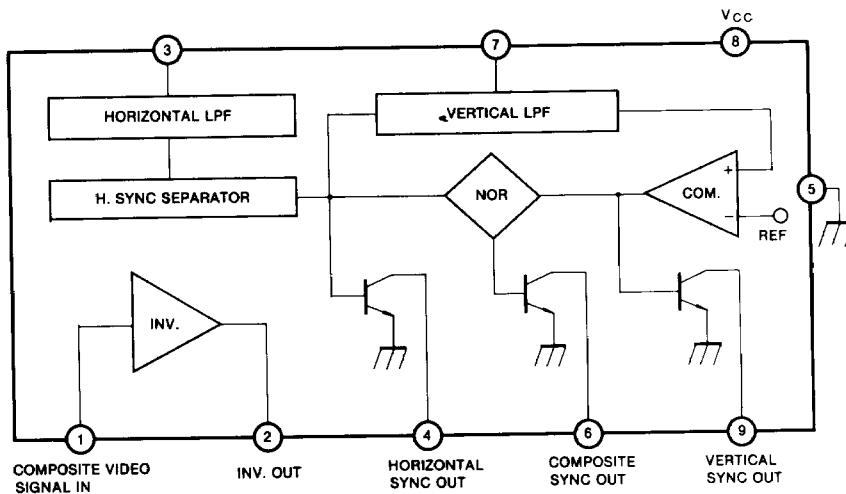 VCC
3
7
8
HORIZONTAL LPF
VERTICAL LPF
H. SYNC SEPARATOR
NOR
+
COM.
−
REF
5
INV.
1
2
4
6
9
COMPOSITE VIDEO
SIGNAL IN
INV. OUT
HORIZONTAL
SYNC OUT
COMPOSITE
SYNC OUT
VERTICAL
SYNC OUT